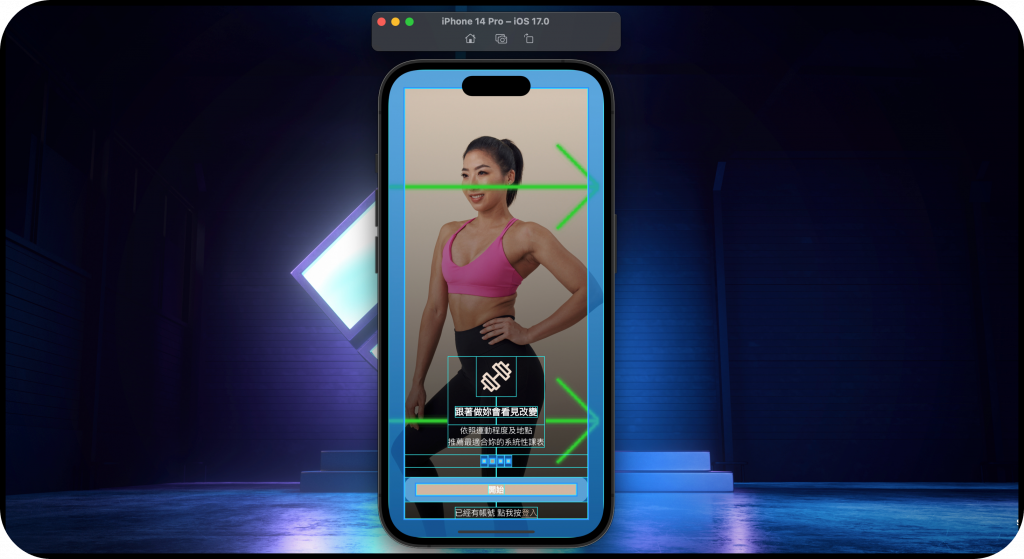 iPhone 14 Pro – iOS 17.0
跟著做妳會看見改變
依照運動程度及地點
推薦最適合妳的系統性課表
開始
已經有帳號 點我按登入